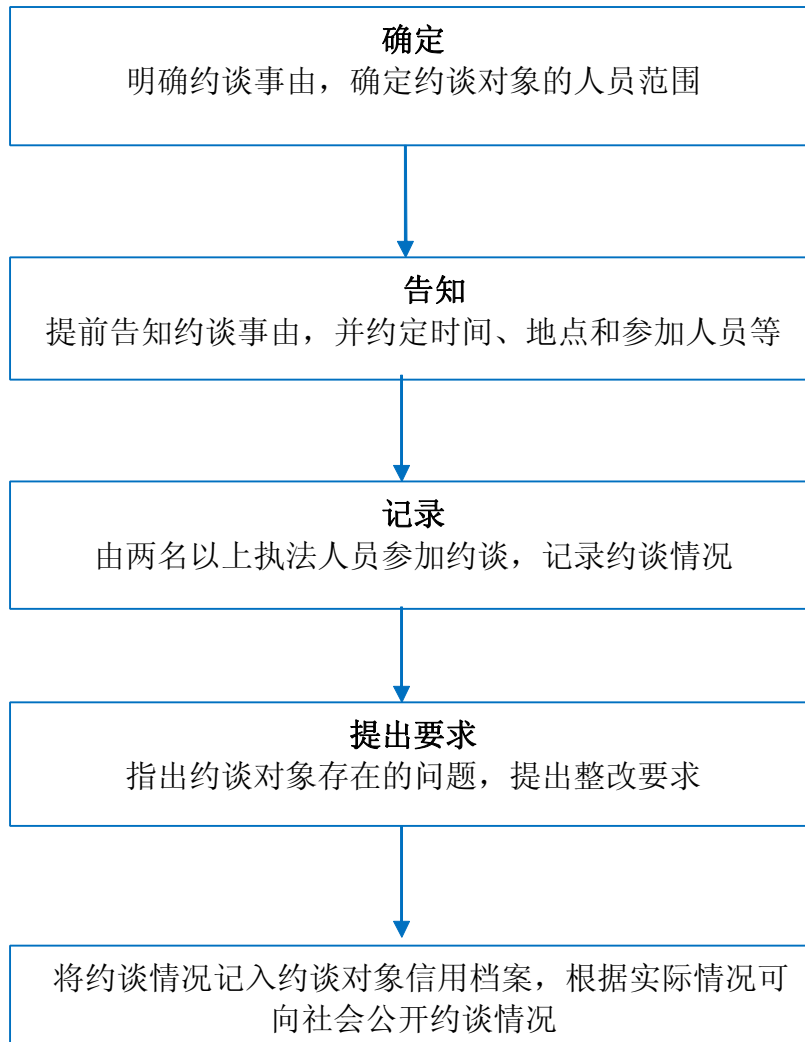 确定
明确约谈事由，确定约谈对象的人员范围
告知
提前告知约谈事由，并约定时间、地点和参加人员等
记录
由两名以上执法人员参加约谈，记录约谈情况
提出要求
指出约谈对象存在的问题，提出整改要求
将约谈情况记入约谈对象信用档案，根据实际情况可
向社会公开约谈情况